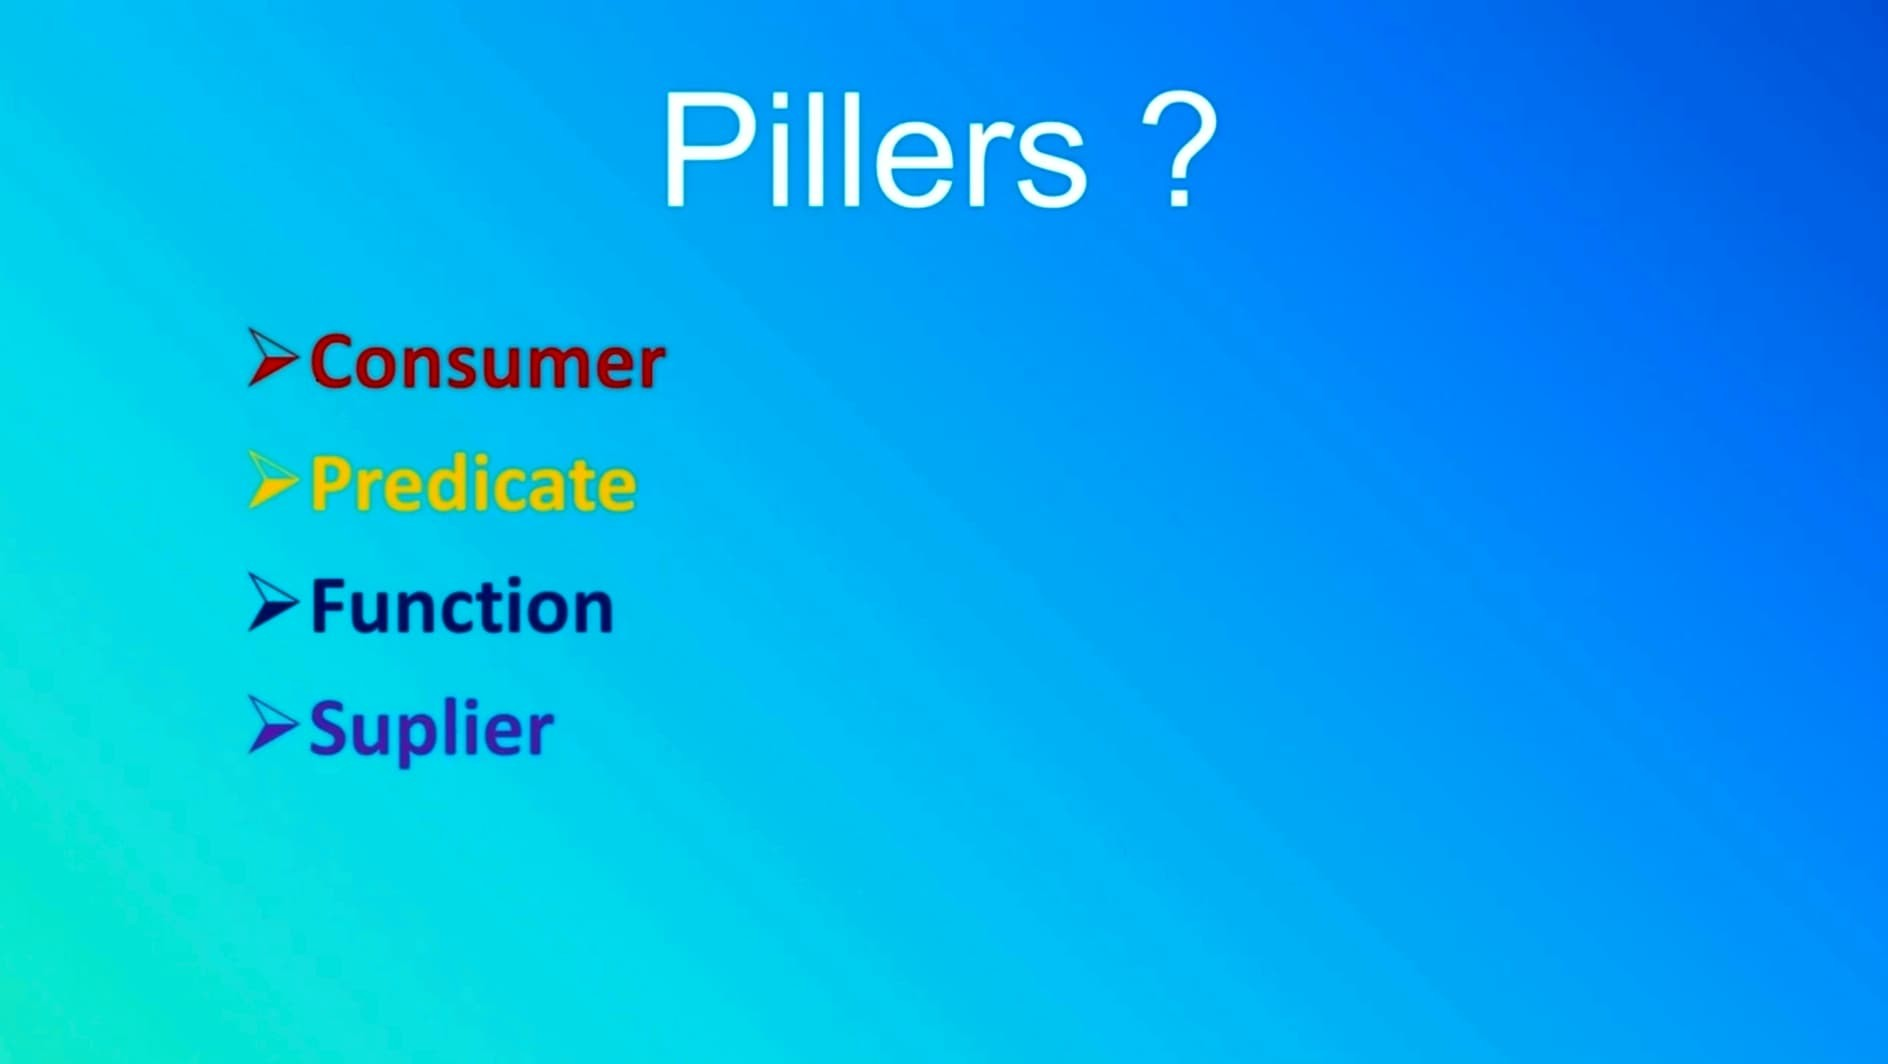 Pillers ?
➢Consumer
➢Predicate
➢Function
➢Suplier